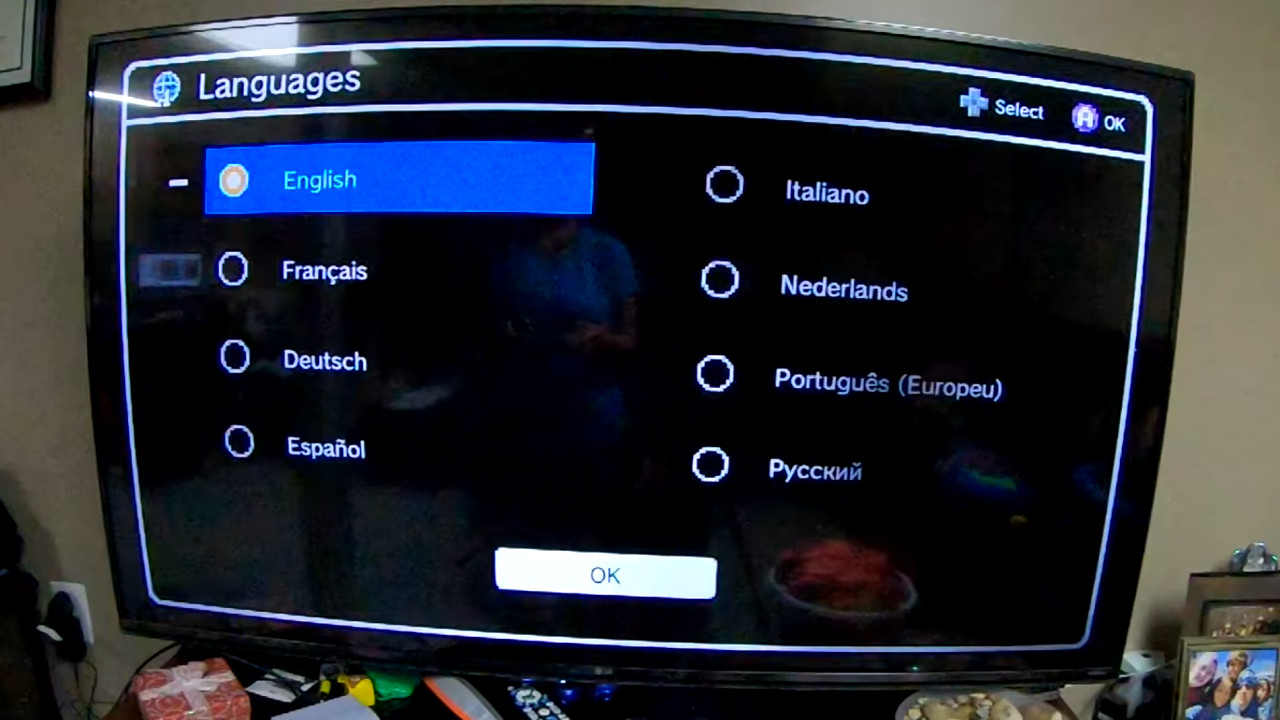 Languages
Select
A OK
English
Français
Deutsch
Español
Italiano
Nederlands
Português (Europeu)
Русский
OK